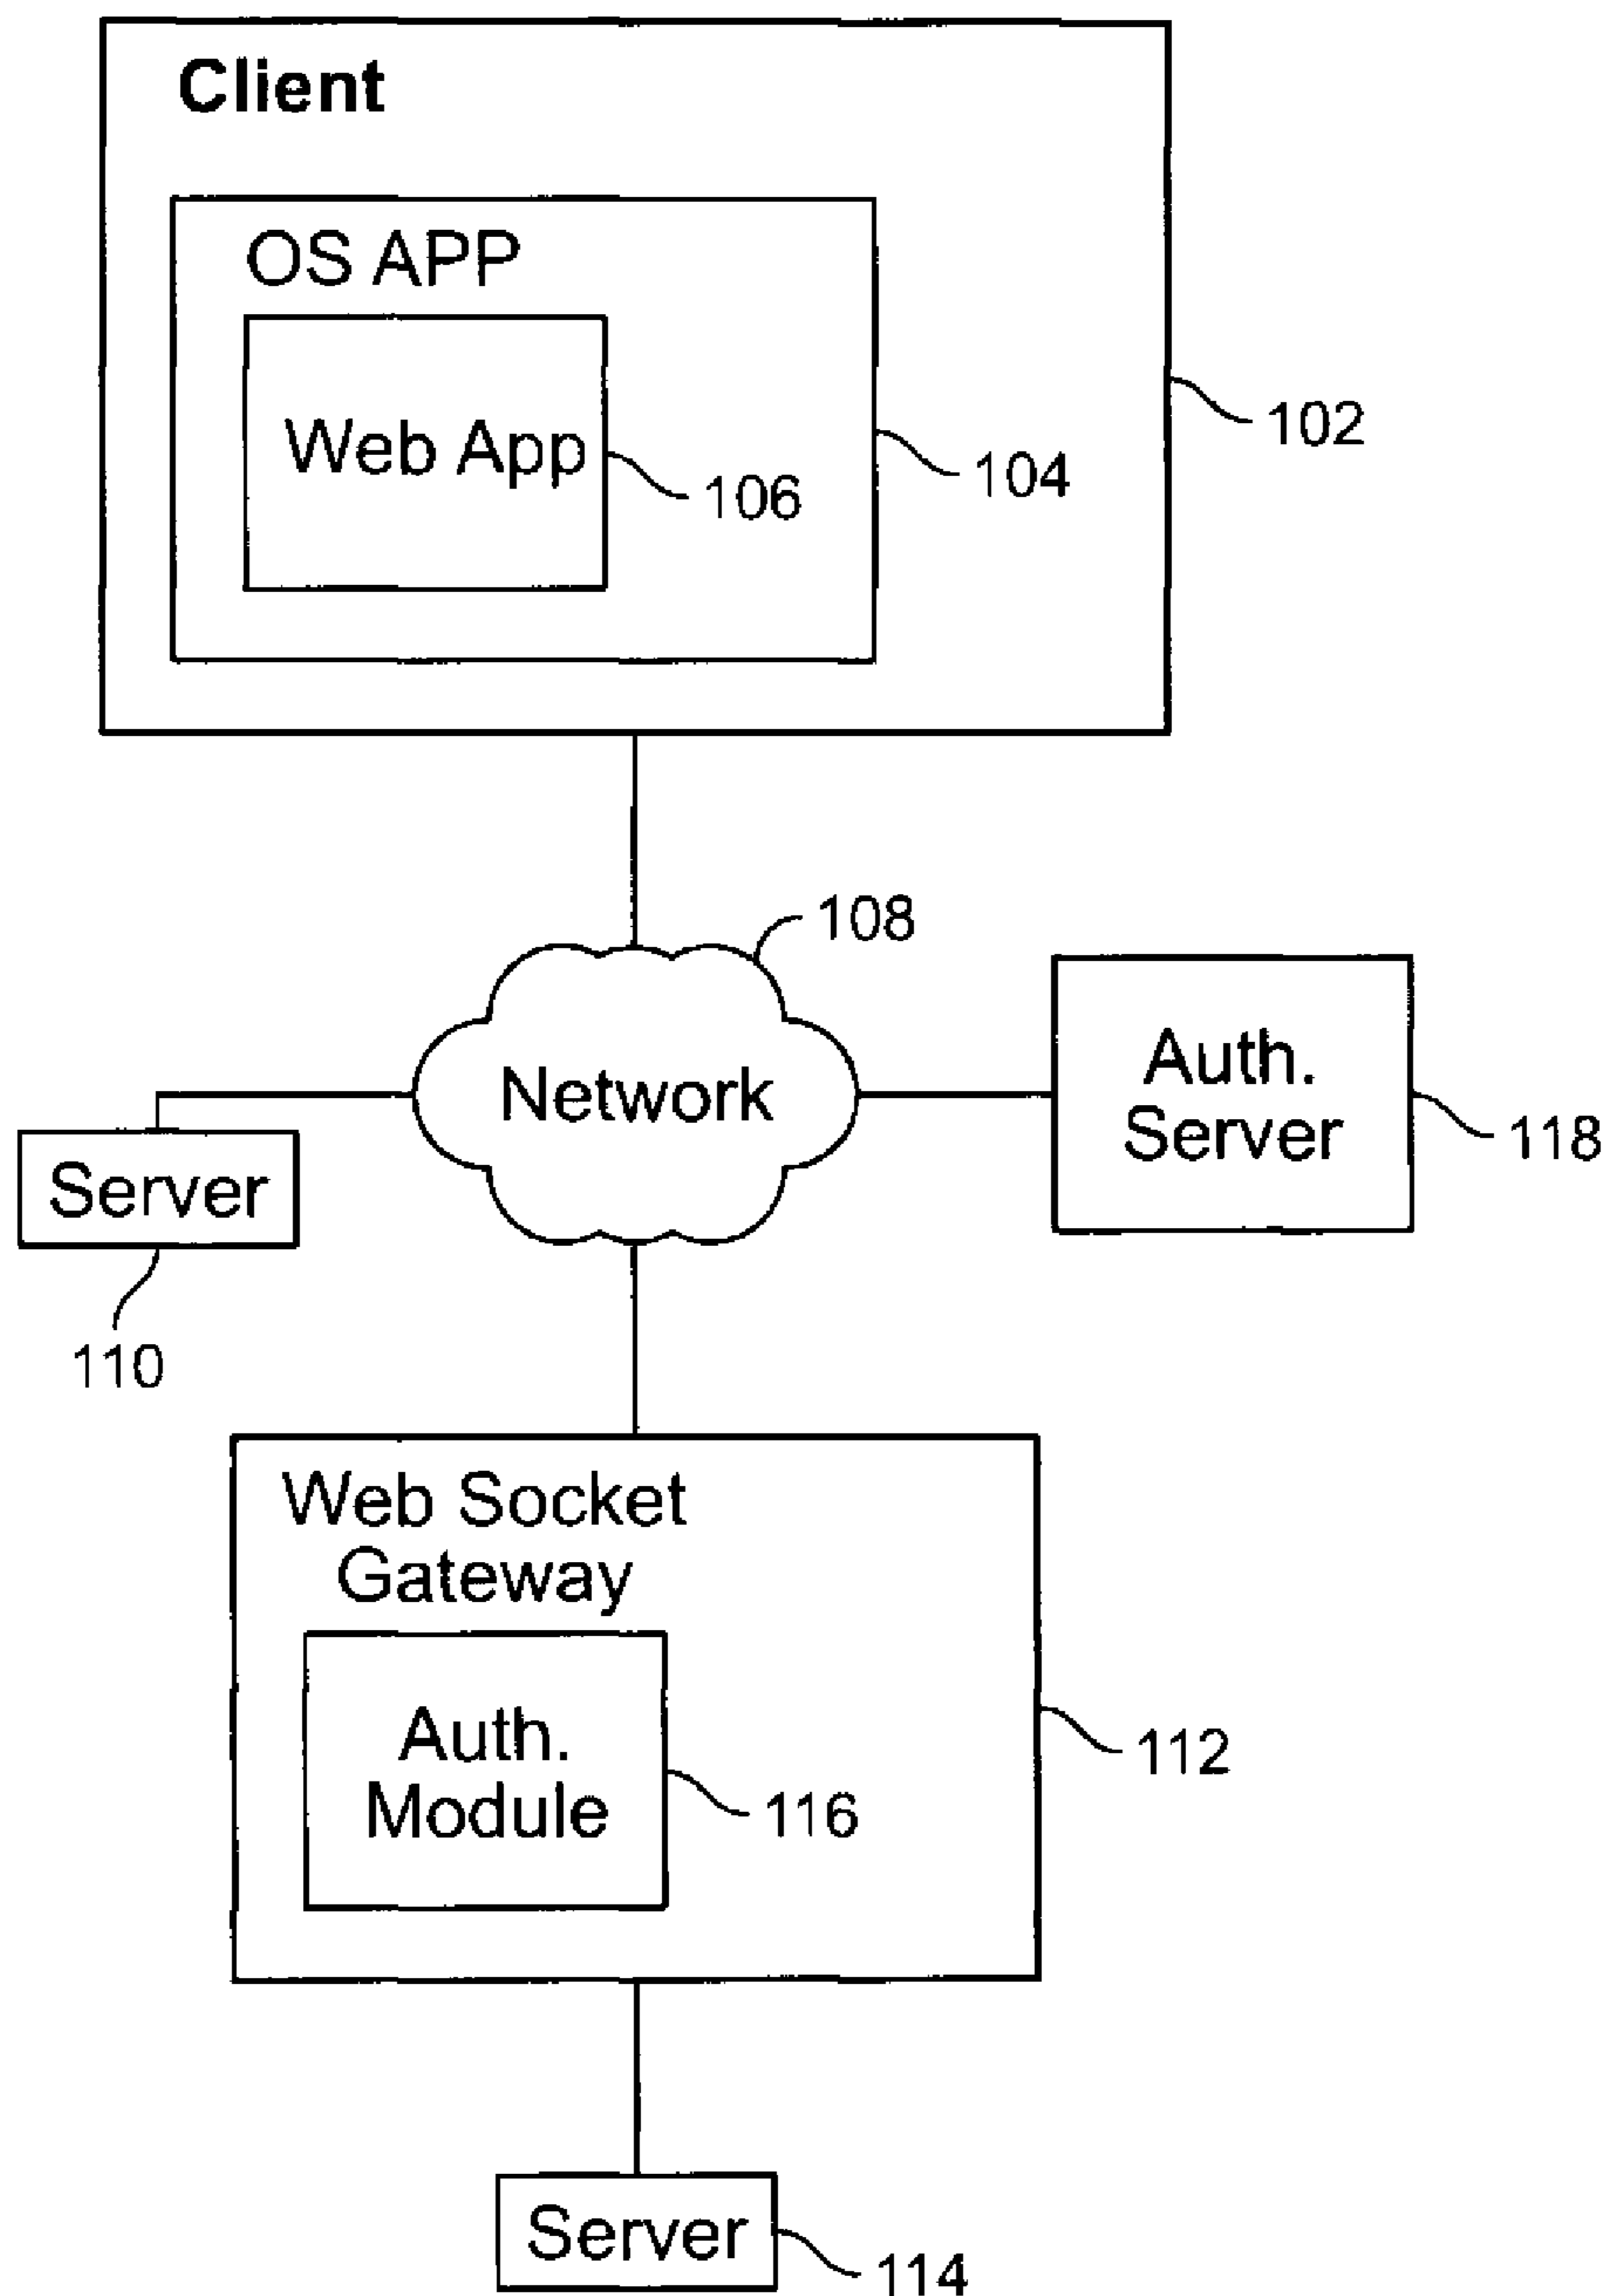 Client
OS APP
Web App
102
104
106
108
Network
Auth.
Server
118
Server
110
Web Socket
Gateway
Auth.
Module
112
116
Server
114